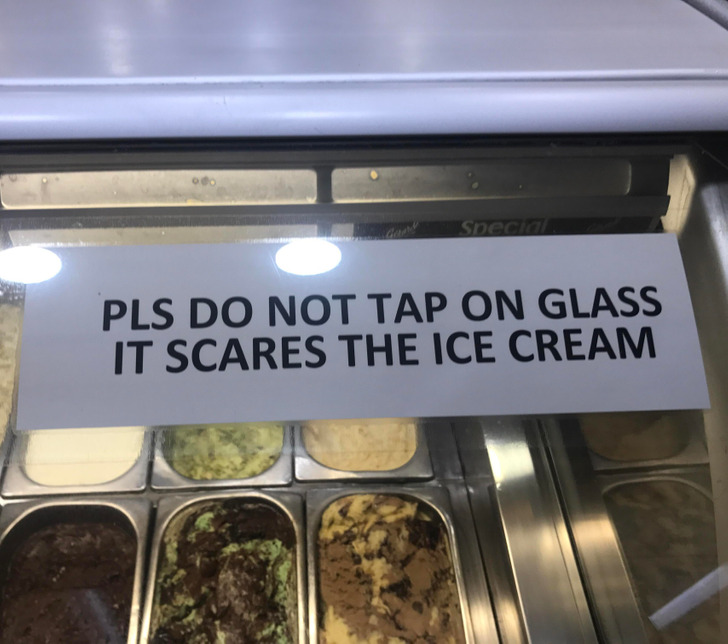 Special
PLS DO NOT TAP ON GLASS
IT SCARES THE ICE CREAM